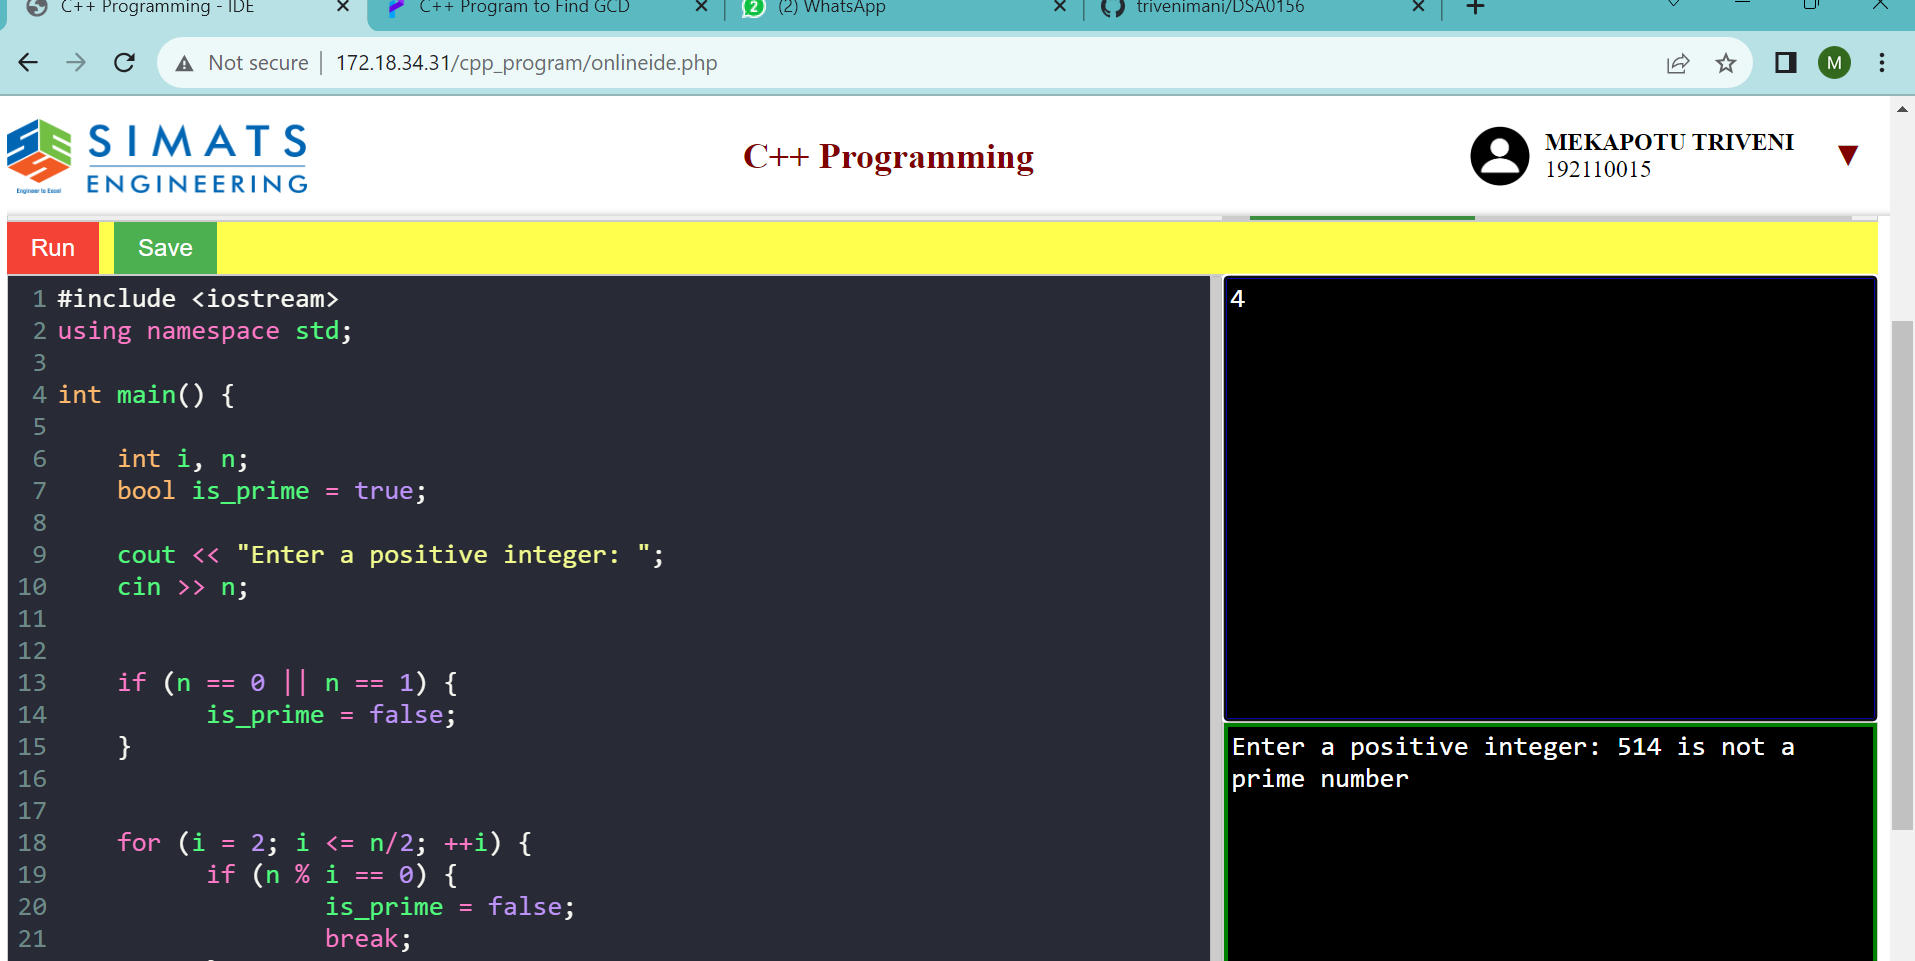 C++ Programming - IDE
C++ Program to Find GCD
2 (2) WhatsApp
trivenimani/DSA0156
Not secure
172.18.34.31/cpp_program/onlineide.php
M
SIMATS
ENGINEERING
Engineer to Excel
C++ Programming
MEKAPOTU TRIVENI
192110015
Run
Save
1 #include <iostream>
2 using namespace std;
3
4 int main() {
5
6     int i, n;
7     bool is_prime = true;
8
9     cout << "Enter a positive integer: ";
10     cin >> n;
11
12
13     if (n == 0 || n == 1) {
14           is_prime = false;
15     }
16
17
18     for (i = 2; i <= n/2; ++i) {
19           if (n % i == 0) {
20                   is_prime = false;
21                   break;
4
Enter a positive integer: 514 is not a
prime number